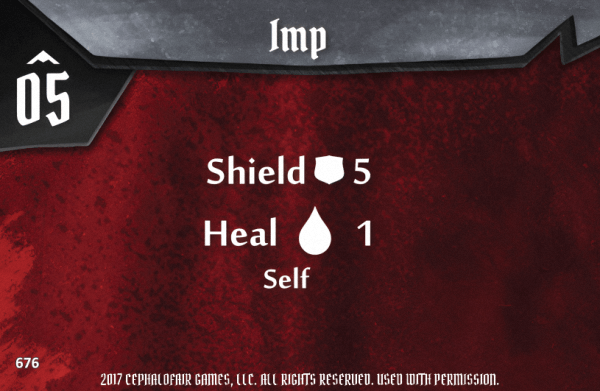 Imp
05
Shield 5
Heal 1
Self
676
2017 Cephalofair Games, LLC. All rights reserved. Used with permission.